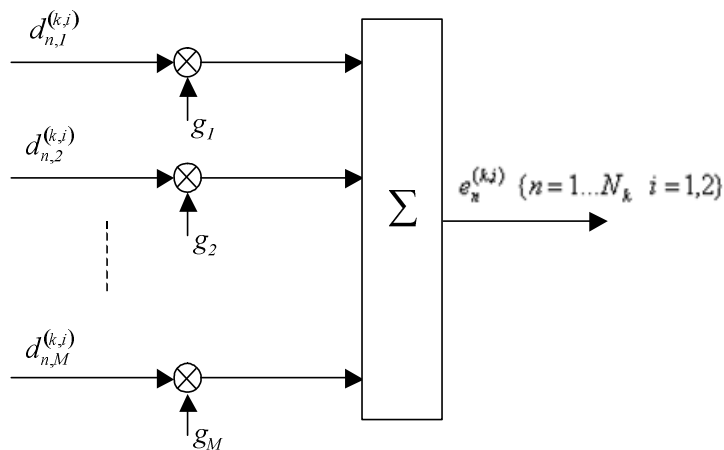 d_{n,1}^{(k,i)}
g_1
d_{n,2}^{(k,i)}
g_2
∑
e_n^{(k,i)} {n=1...N_k i=1,2}
d_{n,M}^{(k,i)}
g_M